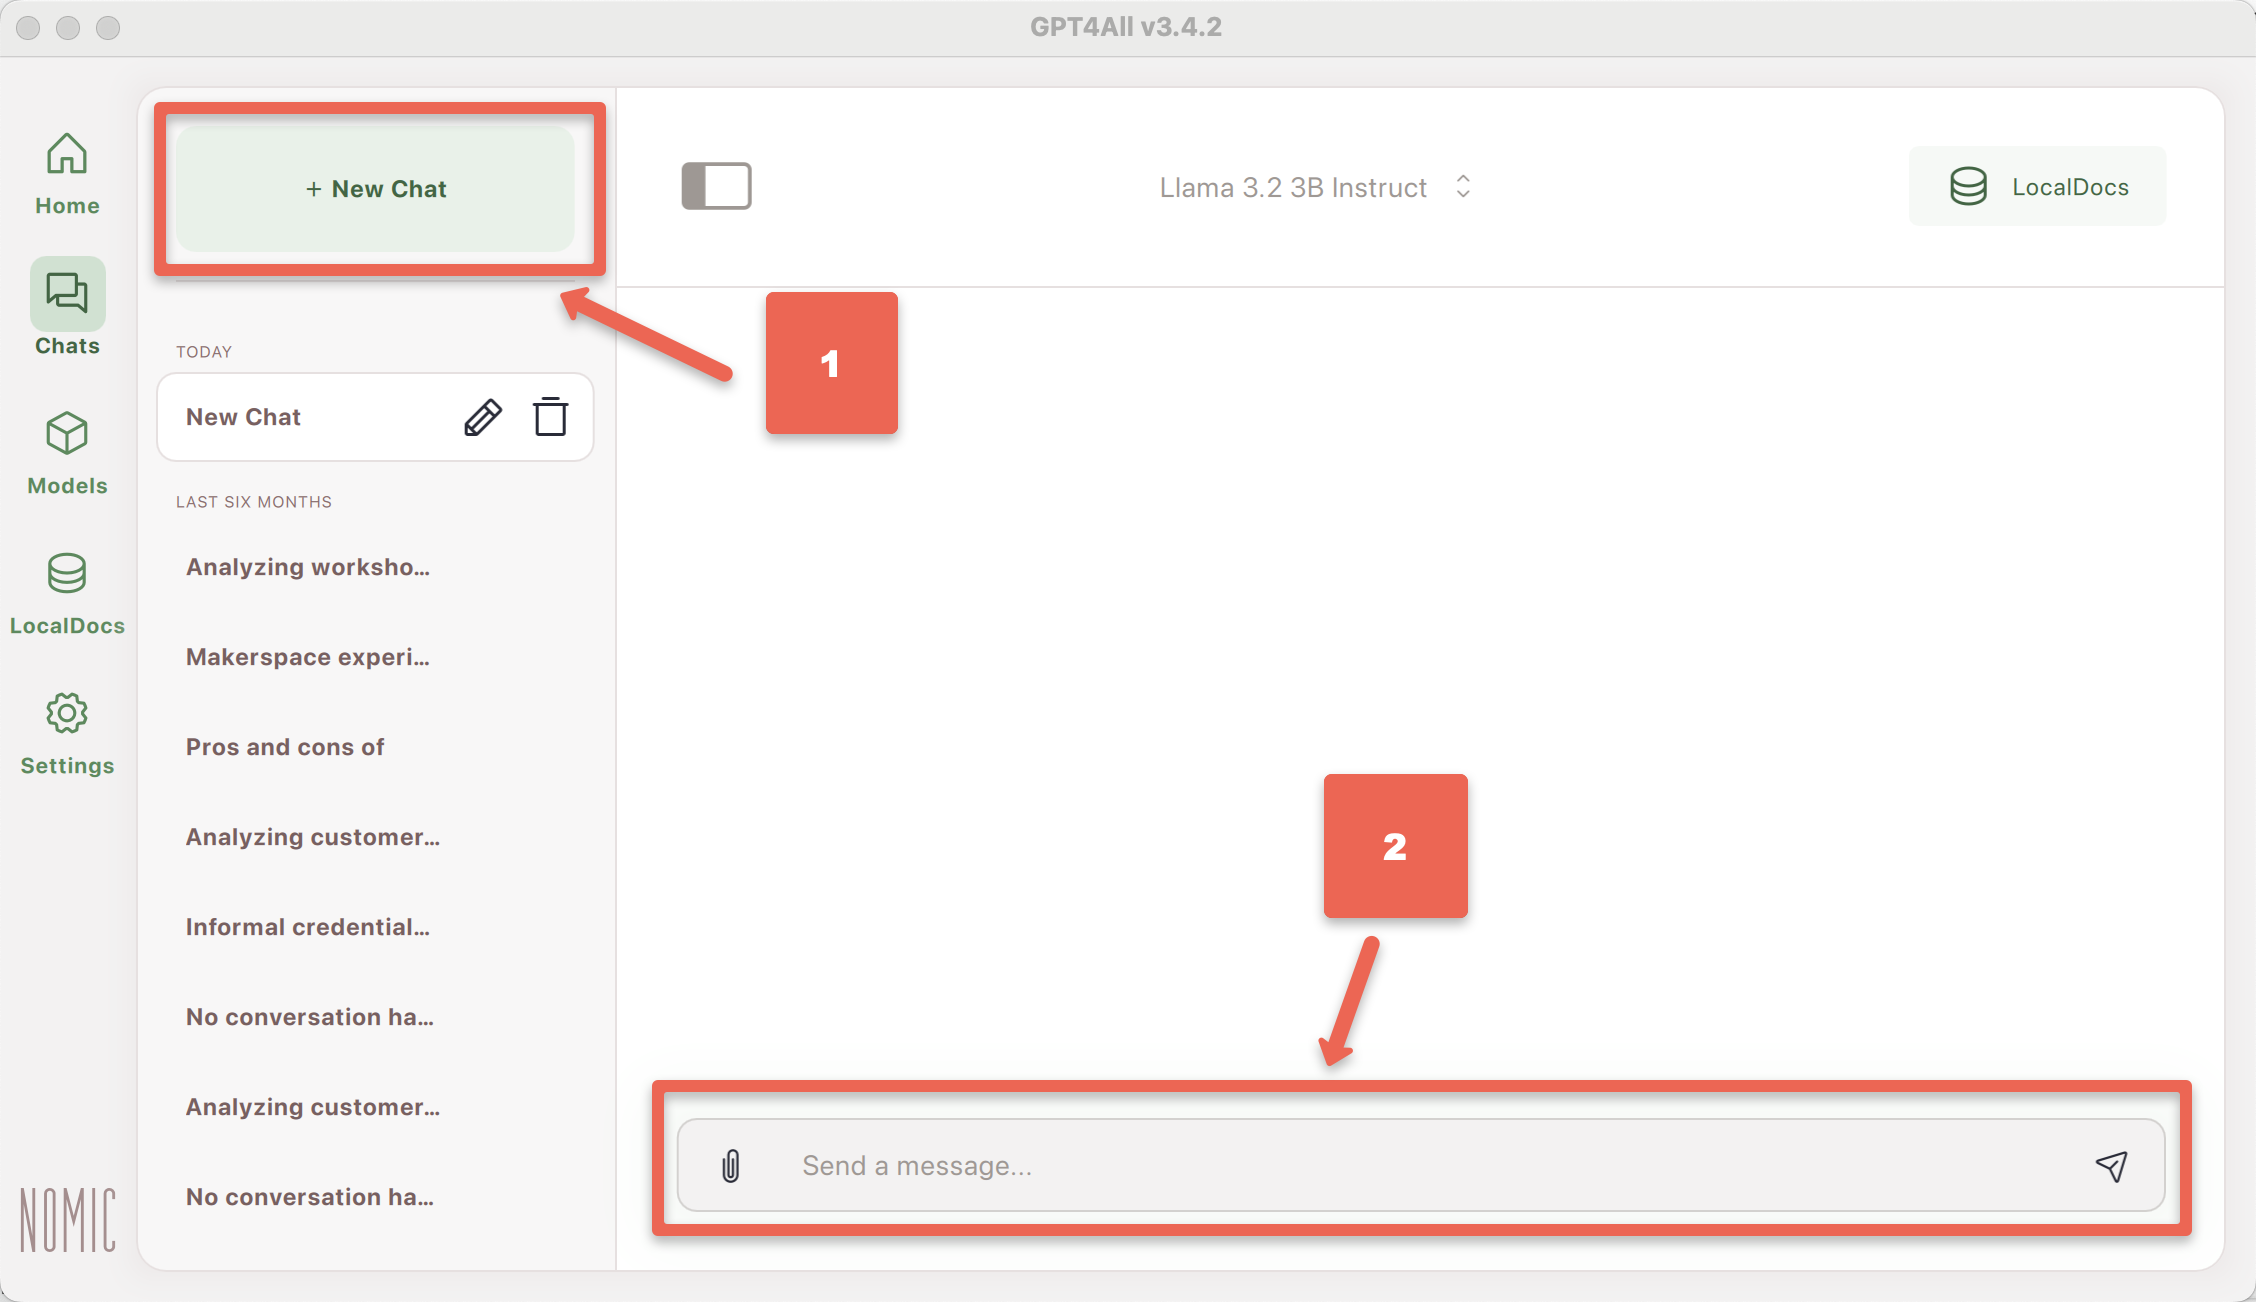 GPT4All v3.4.2
Home
Chats
Models
LocalDocs
Settings
NOMIC
+ New Chat
TODAY
New Chat
LAST SIX MONTHS
Analyzing worksho...
Makerspace experi...
Pros and cons of
Analyzing customer...
Informal credential...
No conversation ha...
Analyzing customer...
No conversation ha...
Llama 3.2 3B Instruct
LocalDocs
1
2
Send a message...